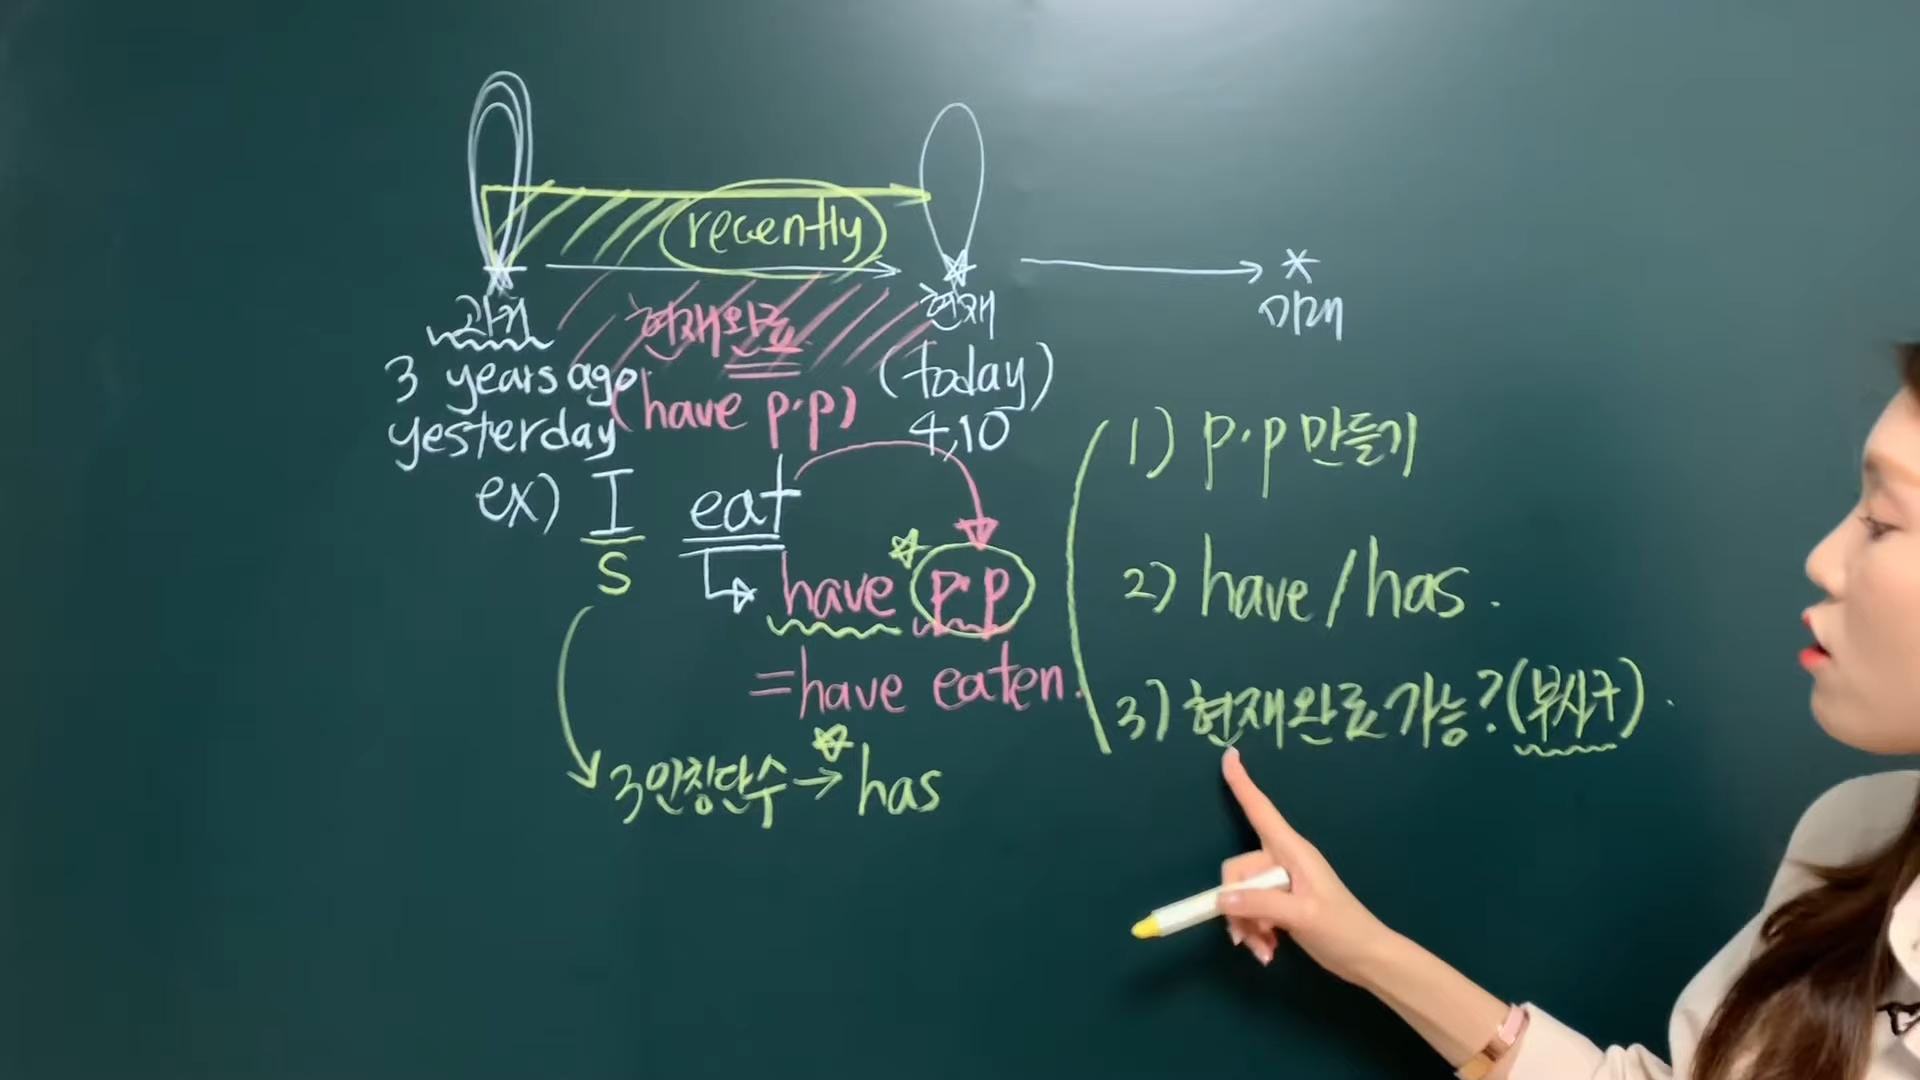 recently
과거
현재완료
현재
미래
3 years ago
(have p.p)
(today)
yesterday
4,10
ex) I eat
S
have p.p
=have eaten.
3인칭단수→has
1) p.p 만들기
2) have/has.
3) 현재완료 가능?(부사구).